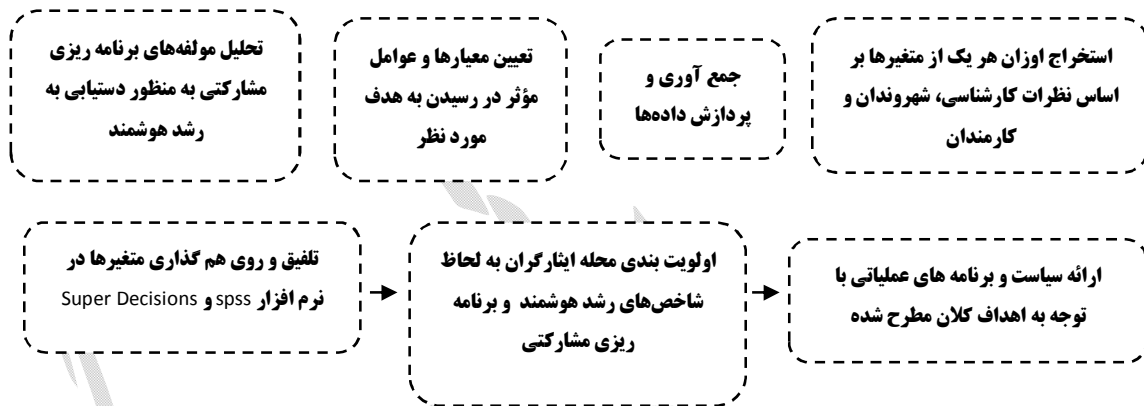 تحلیل مولفه‌های برنامه ریزی
مشارکتی به منظور دستیابی به
رشد هوشمند
تعیین معیارها و عوامل
مؤثر در رسیدن به هدف
مورد نظر
جمع آوری و
پردازش داده‌ها
استخراج اوزان هر یک از متغیرها بر
اساس نظرات کارشناسی، شهروندان و
کارمندان
تلفیق و روی هم گذاری متغیرها در
نرم افزار spss و Super Decisions
اولویت بندی محله ایثارگران به لحاظ
شاخص‌های رشد هوشمند و برنامه
ریزی مشارکتی
ارائه سیاست و برنامه های عملیاتی با
توجه به اهداف کلان مطرح شده